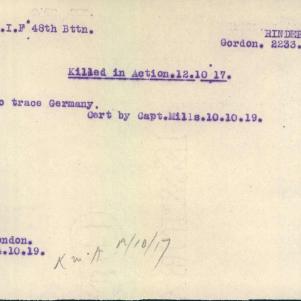 .I.F 48th Bttn.
RINDER
Gordon. 2233.
Killed in Action.12.10 17.
o trace Germany.
Cert by Capt.Mills.10.10.19.
ondon.
.10.19.
K in A 12/10/17